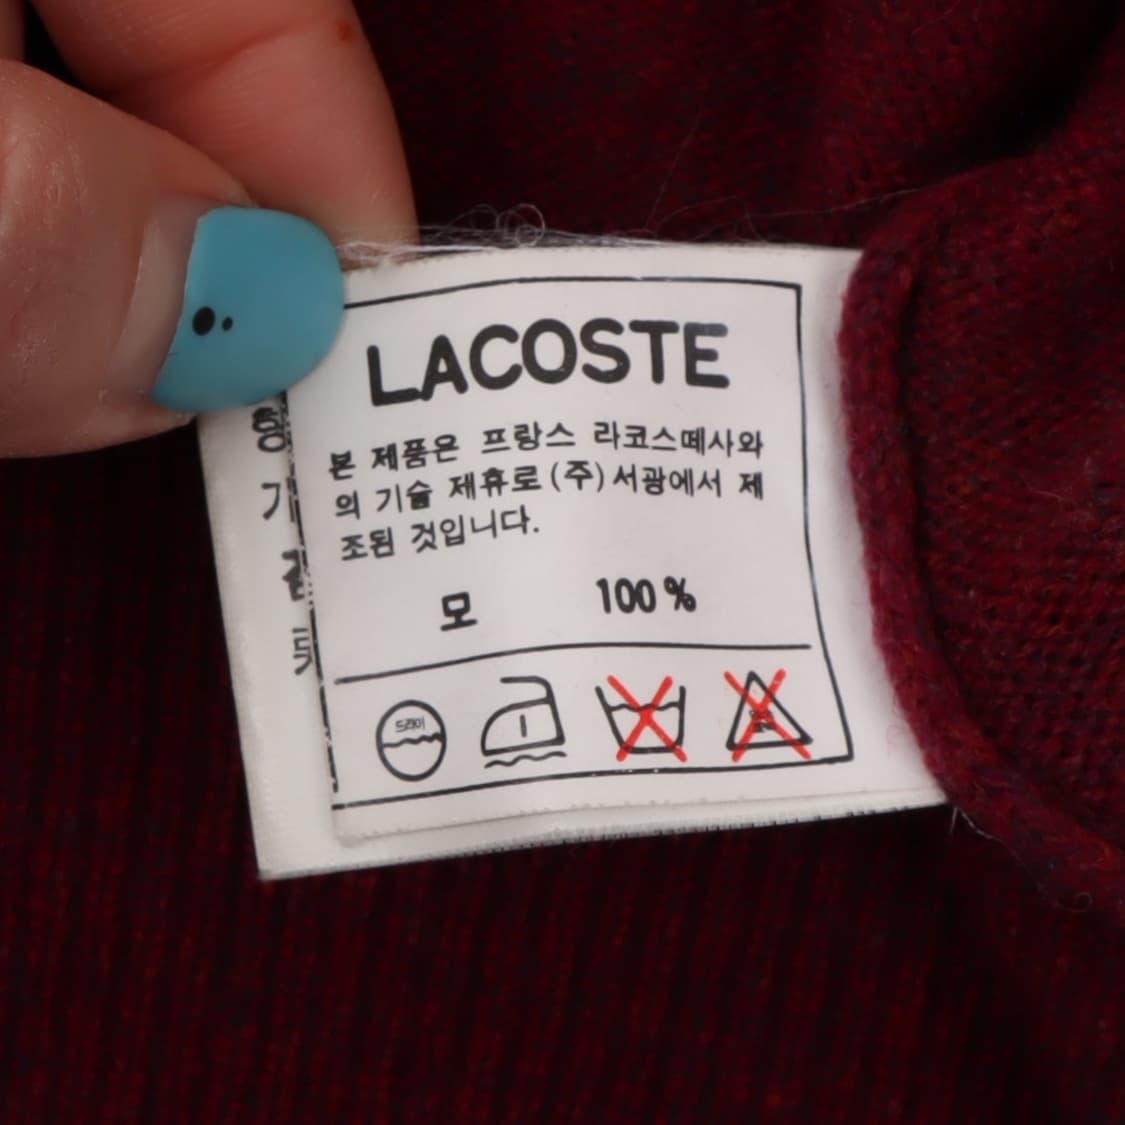 LACOSTE
본 제품은 프랑스 라코스떼사와
의 기술 제휴로 (주) 서광에서 제
조된 것입니다.
모 100 %
드라이